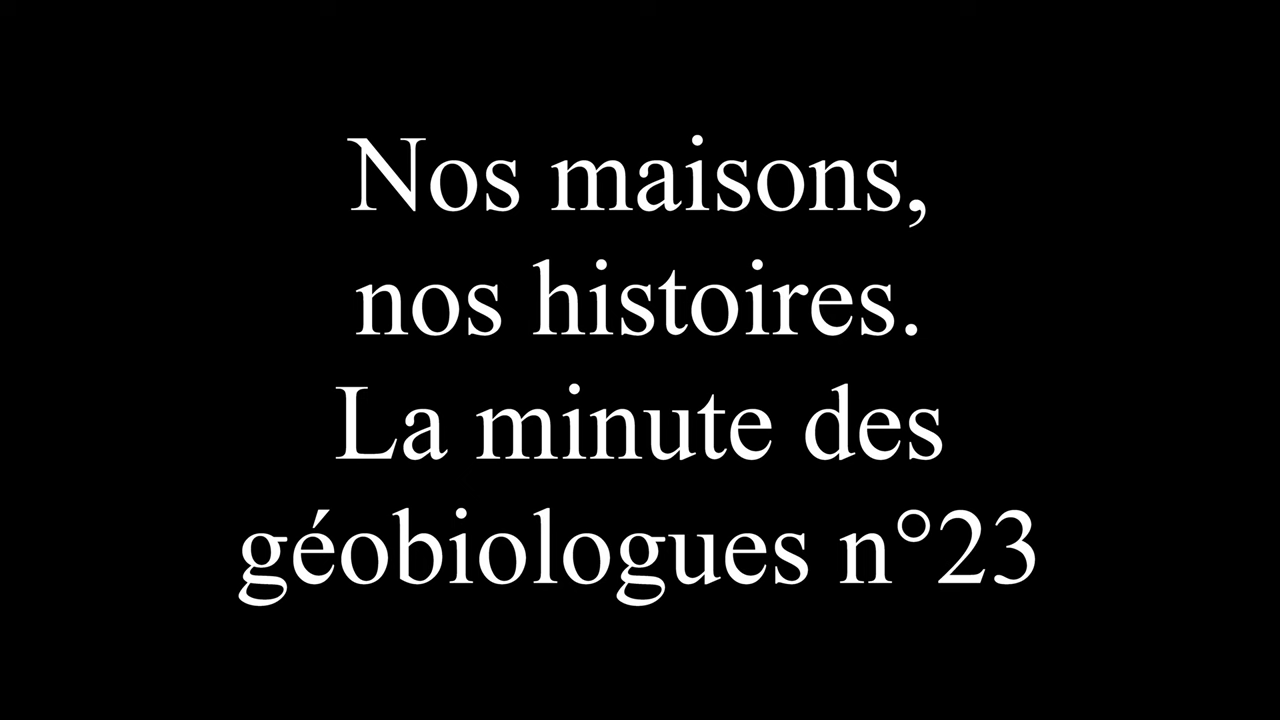 Nos maisons,
nos histoires.
La minute des
géobiologues n°23